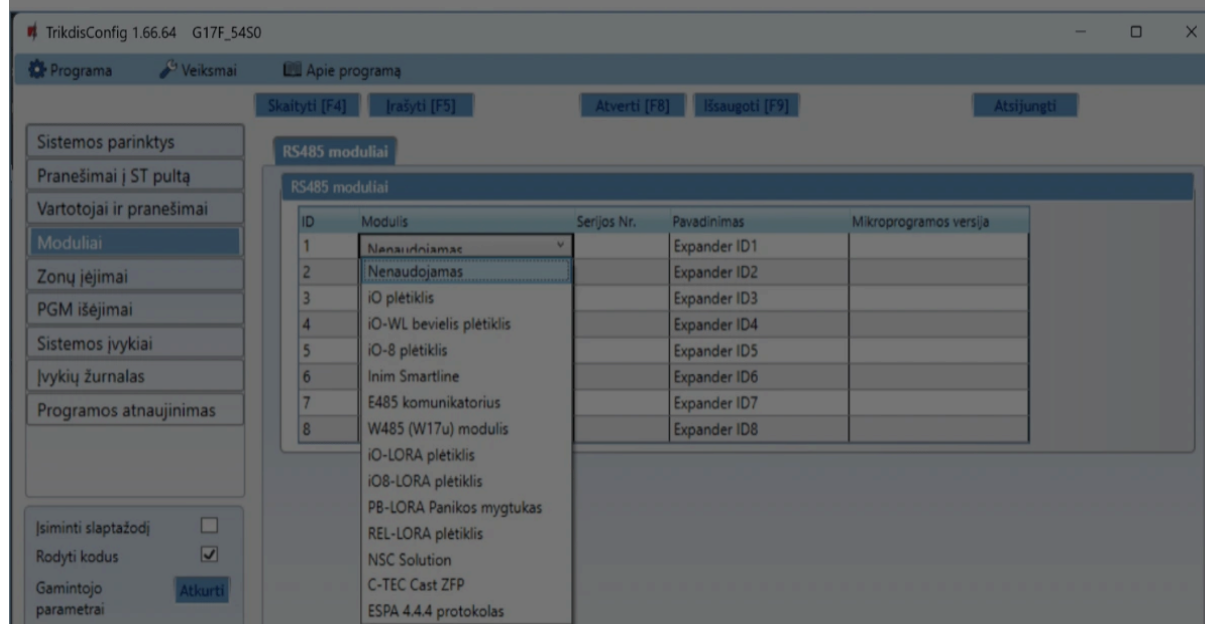 TrikdisConfig 1.66.64 G17F_54S0
Programa Veiksmai Apie programą
Skaityti [F4] Įrašyti [F5] Atverti [F8] Išsaugoti [F9] Atsijungti
Sistemos parinktys
Pranešimai į ST pultą
Vartotojai ir pranešimai
Moduliai
Zonų įėjimai
PGM išėjimai
Sistemos įvykiai
Įvykių žurnalas
Programos atnaujinimas
Įsiminti slaptažodį
Rodyti kodus
Gamintojo
parametrai
Atkurti
RS485 moduliai
RS485 moduliai
ID Modulis Serijos Nr. Pavadinimas Mikroprogramos versija
1 Nenaudojamas Expander ID1
2 Expander ID2
3 Expander ID3
4 Expander ID4
5 Expander ID5
6 Expander ID6
7 Expander ID7
8 Expander ID8
Nenaudojamas
iO plėtiklis
iO-WL bevielis plėtiklis
iO-8 plėtiklis
Inim Smartline
E485 komunikatorius
W485 (W17u) modulis
iO-LORA plėtiklis
iO8-LORA plėtiklis
PB-LORA Panikos mygtukas
REL-LORA plėtiklis
NSC Solution
C-TEC Cast ZFP
ESPA 4.4.4 protokolas